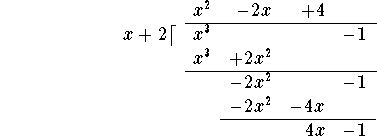 x² -2x +4
x + 2 ⌈ x³ -1
x³ +2x²
-2x² -1
-2x² -4x
4x -1